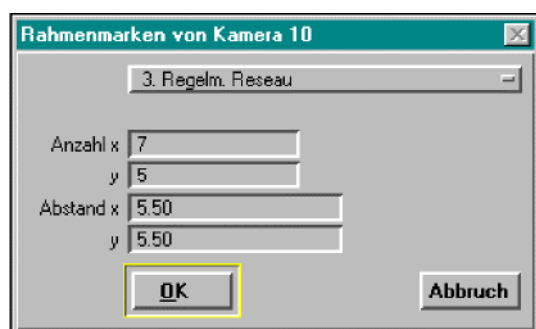 Rahmenmarken von Kamera 10
3. Regelm. Reseau
Anzahl x 7
y 5
Abstand x 5.50
y 5.50
OK Abbruch